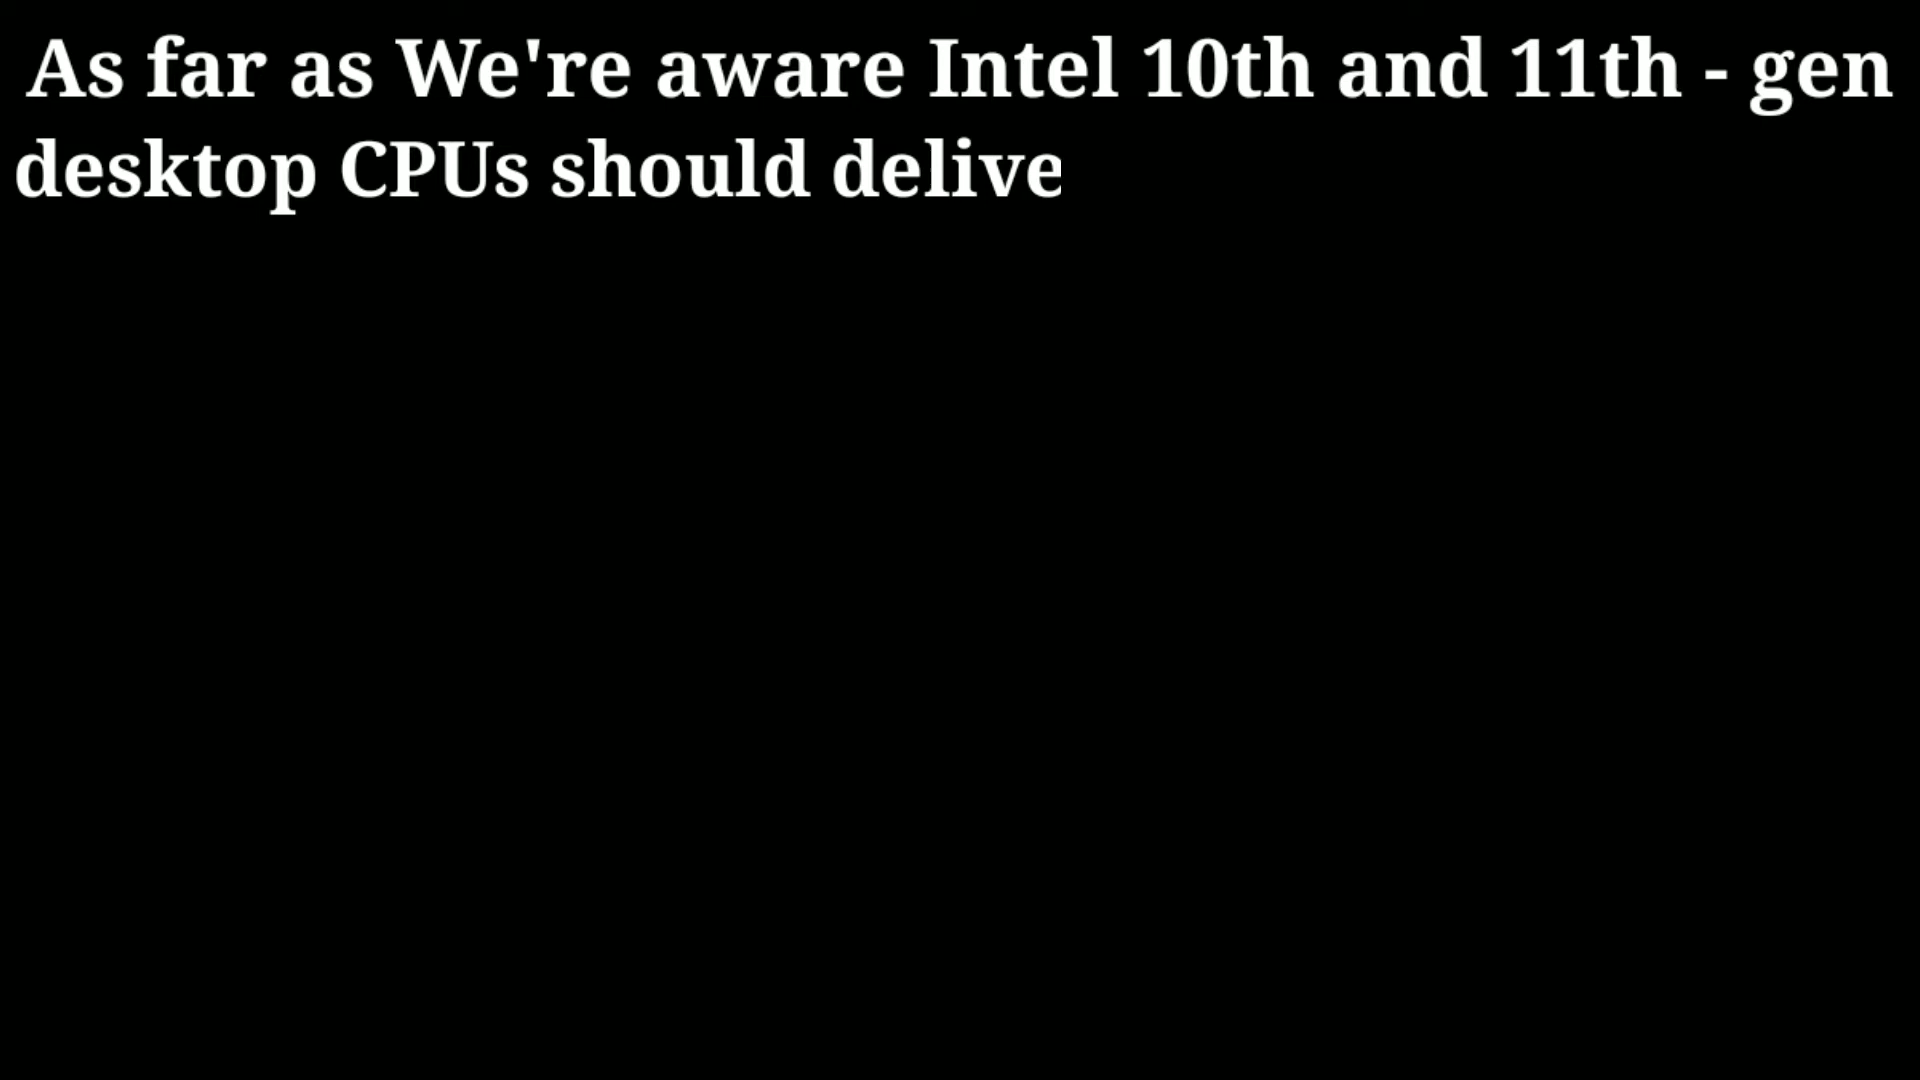 As far as We're aware Intel 10th and 11th - gen
desktop CPUs should delive